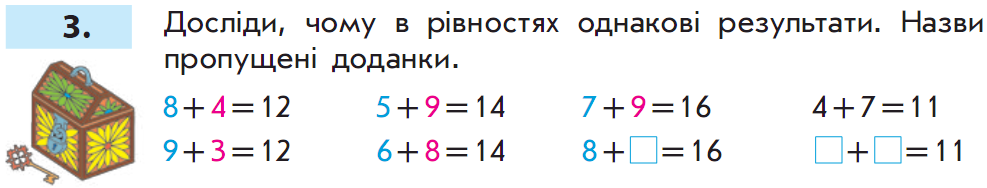 3. Досліди, чому в рівностях однакові результати. Назви
пропущені доданки.
8+4=12 5+9=14 7+9=16 4+7=11
9+3=12 6+8=14 8+□=16 □+□=11